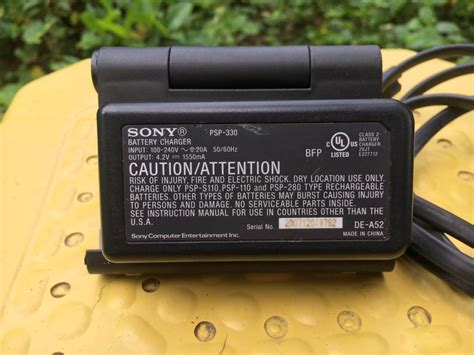 SONY® PSP-330
BATTERY CHARGER
INPUT: 100-240V ~ 0.20A 50/60Hz
OUTPUT: 4.2V ⎓ 1550mA
BFP
c UL US
LISTED
CLASS 2
BATTERY
CHARGER
E227712
CAUTION/ATTENTION
RISK OF INJURY FIRE AND ELECTRIC SHOCK. DRY LOCATION USE ONLY.
CHARGE ONLY PSP-S110,PSP-110 and PSP-280 TYPE RECHARGEABLE
BATTERIES. OTHER TYPES OF BATTERIES MAY BURST CAUSING INJURY
TO PERSONS AND DAMAGE. NO SERVICEABLE PARTS INSIDE.
SEE INSTRUCTION MANUAL FOR USE IN COUNTRIES OTHER THAN THE
U.S.A.
Serial No. DE-A52
Sony Computer Entertainment Inc. MADE IN CHINA